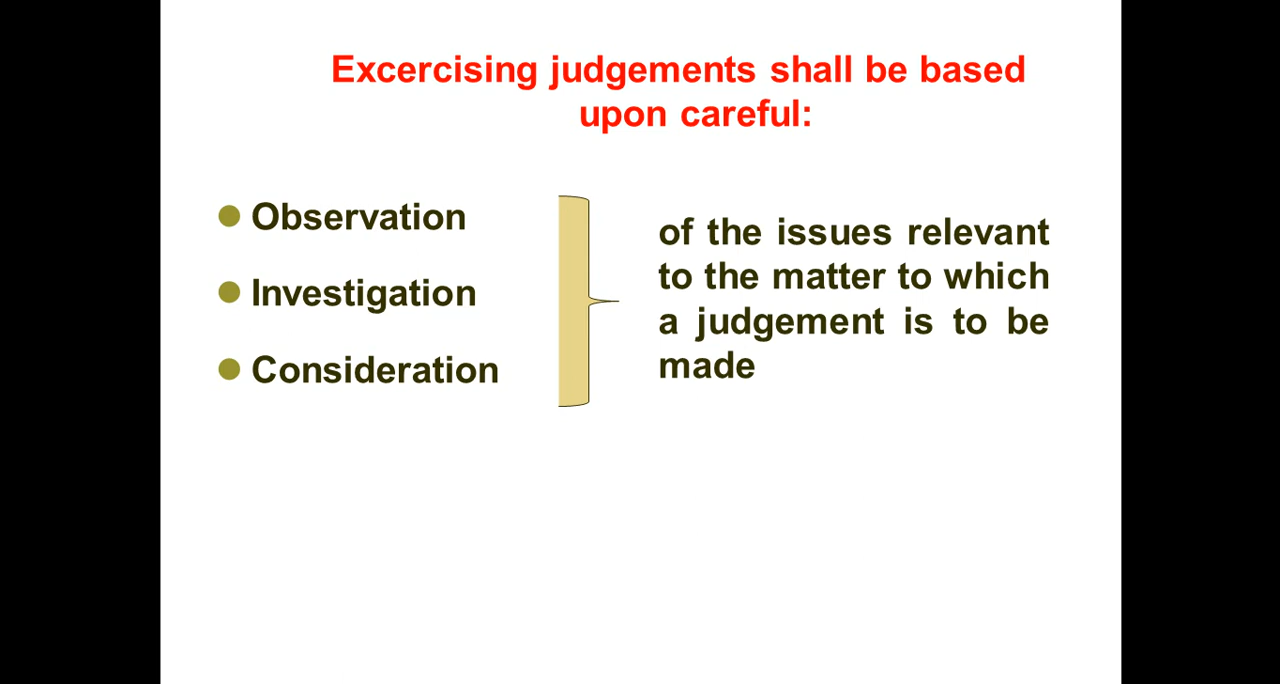 Excercising judgements shall be based
upon careful:
Observation
Investigation
Consideration
of the issues relevant
to the matter to which
a judgement is to be
made